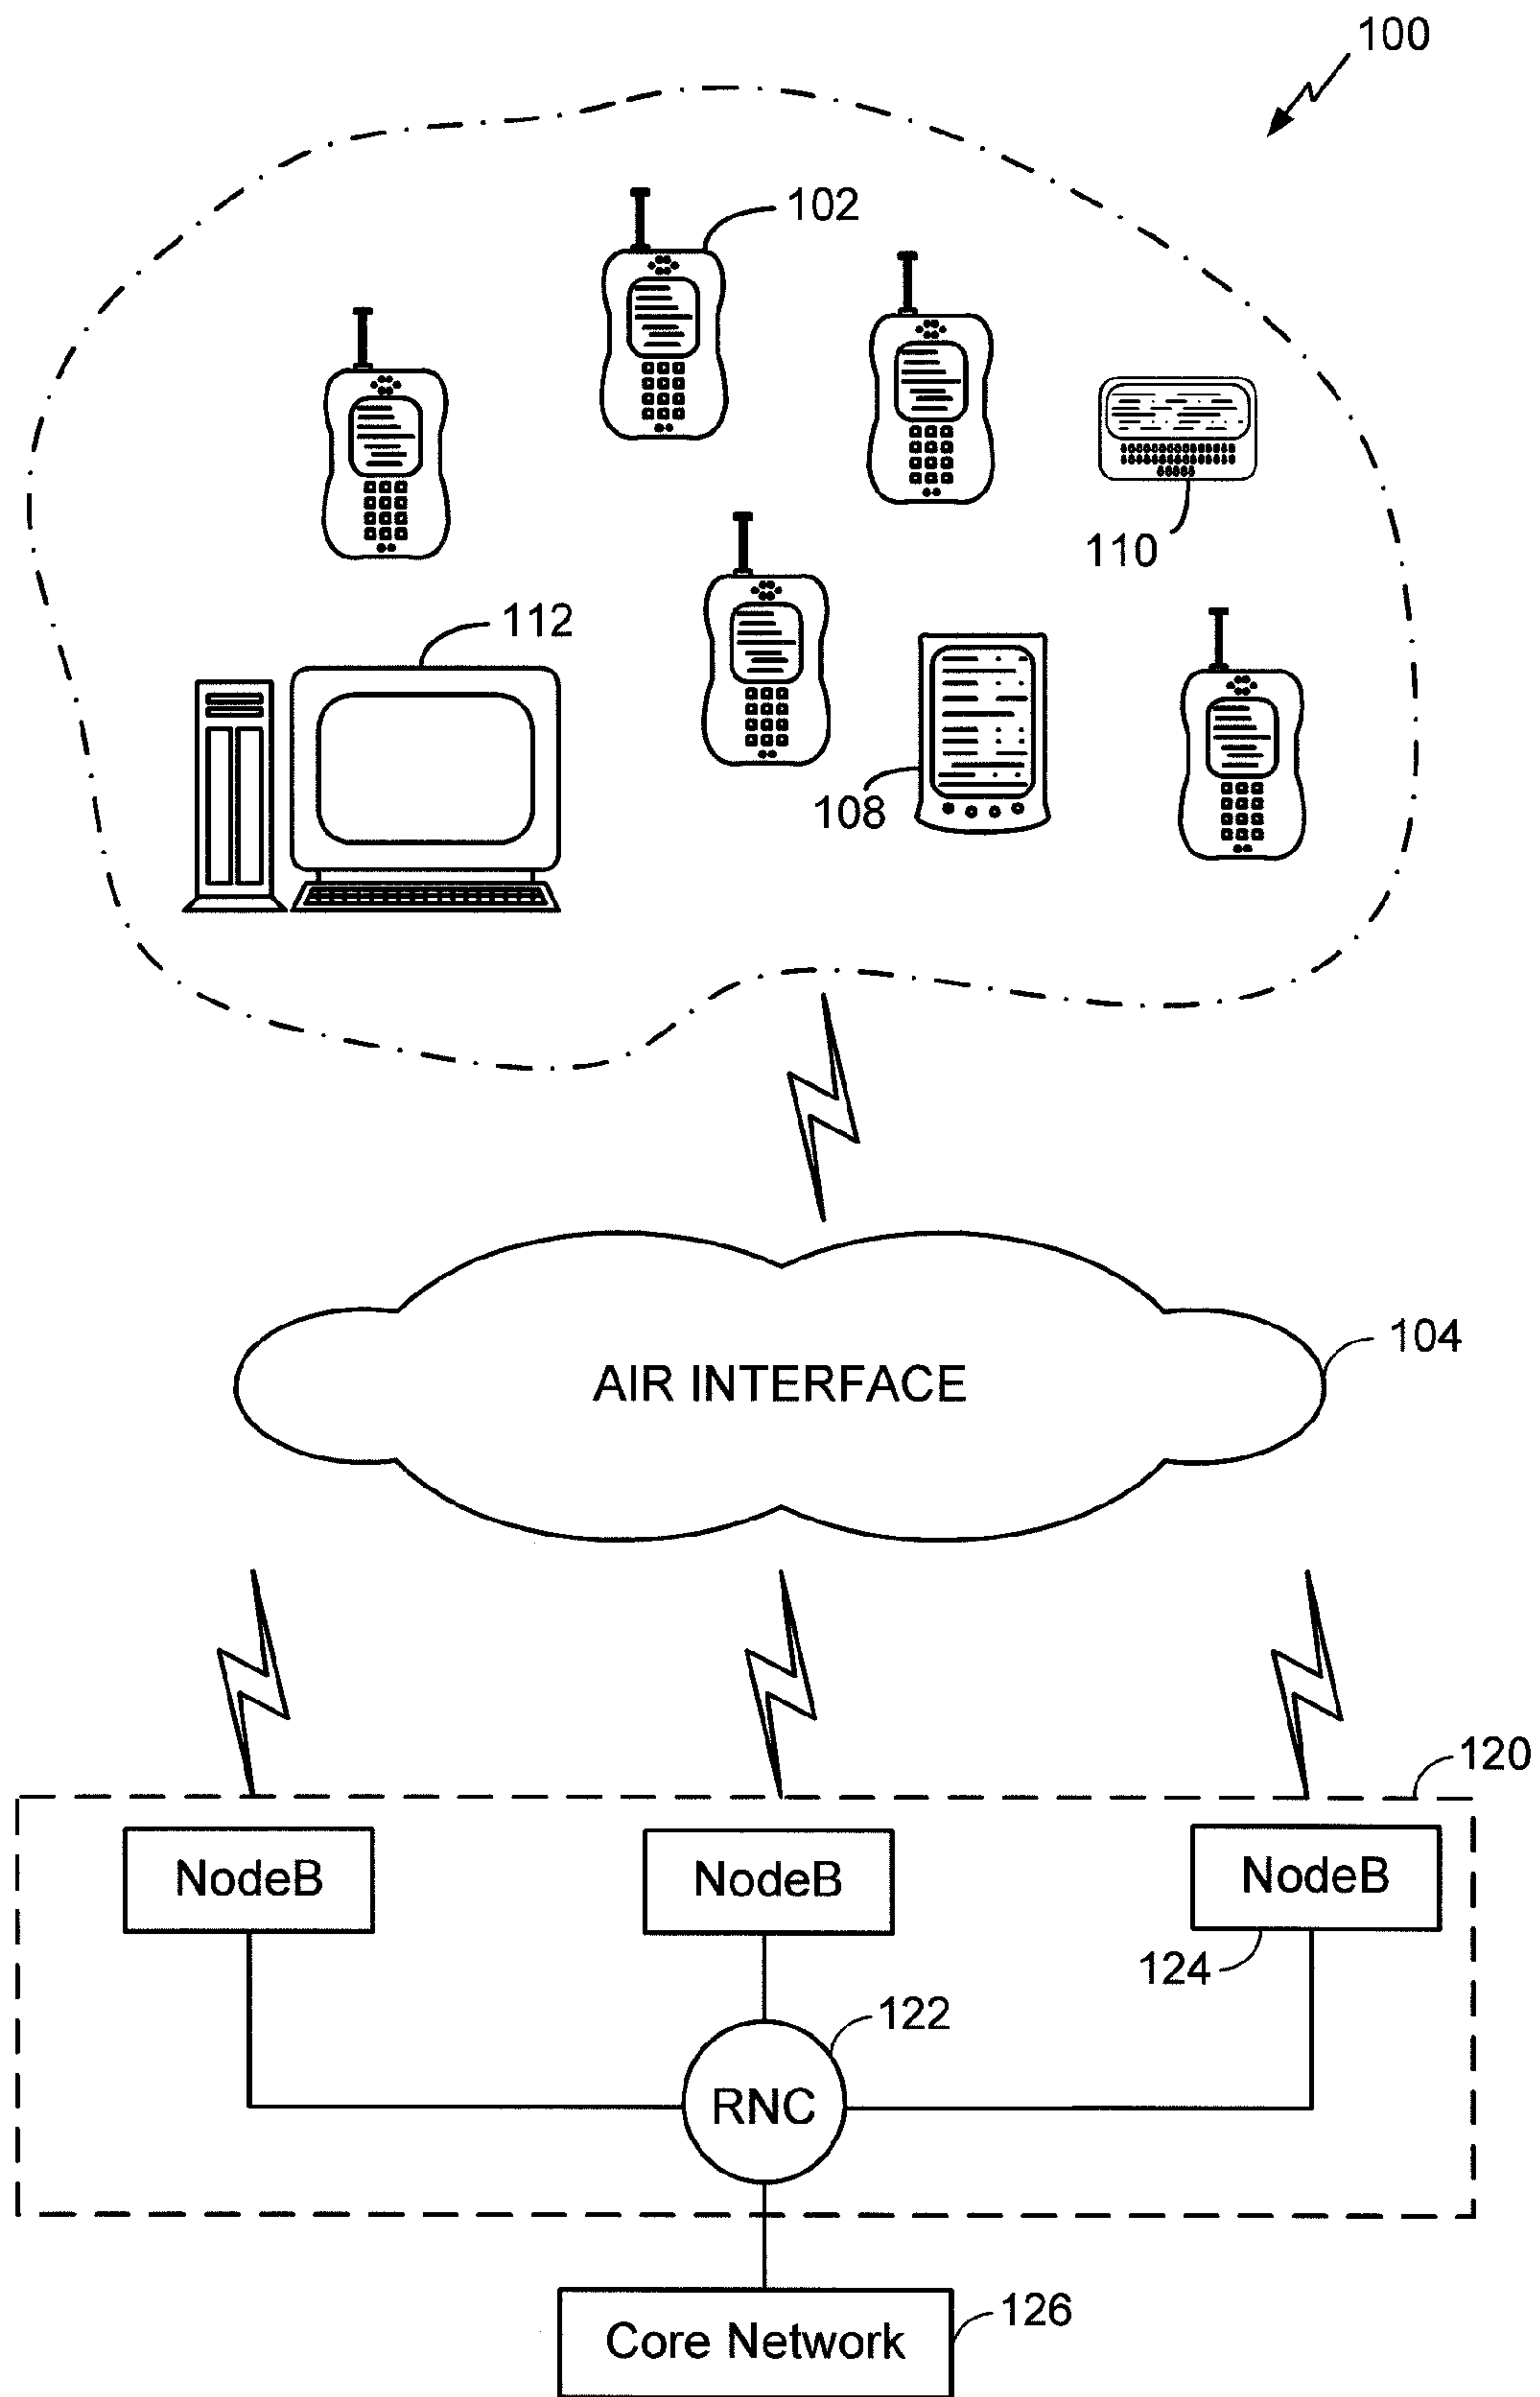 100
102
110
112
108
104
AIR INTERFACE
120
NodeB
NodeB
NodeB
124
122
RNC
126
Core Network